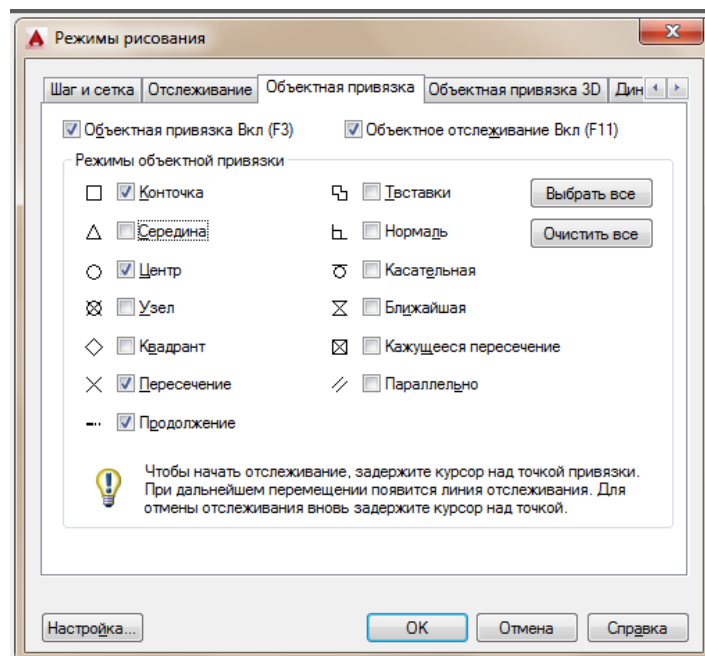 Режимы рисования
Шаг и сетка Отслеживание Объектная привязка Объектная привязка 3D Дин
Объектная привязка Вкл (F3) Объектное отслеживание Вкл (F11)
Режимы объектной привязки
Конточка Твставки Выбрать все
Середина Нормаль Очистить все
Центр Касательная
Узел Ближайшая
Квадрант Кажущееся пересечение
Пересечение Параллельно
Продолжение
Чтобы начать отслеживание, задержите курсор над точкой привязки.
При дальнейшем перемещении появится линия отслеживания. Для
отмены отслеживания вновь задержите курсор над точкой.
Настройка... OK Отмена Справка